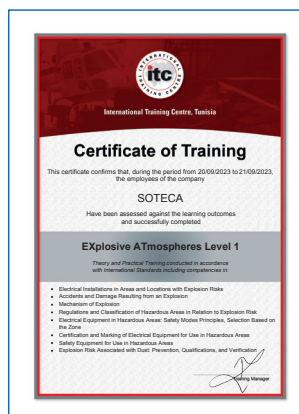 INTERNATIONAL
itc
TRAINING CENTRE
International Training Centre, Tunisia
Certificate of Training
This certificate confirms that, during the period from 20/09/2023 to 21/09/2023,
the employees of the company
SOTECA
Have been assessed against the learning outcomes
and successfully completed
EXplosive ATmospheres Level 1
Theory and Practical Training conducted in accordance
with International Standards including competencies in:
• Electrical Installations in Areas and Locations with Explosion Risks
• Accidents and Damage Resulting from an Explosion
• Mechanism of Explosion
• Regulations and Classification of Hazardous Areas in Relation to Explosion Risk
• Electrical Equipment in Hazardous Areas: Safety Modes Principles, Selection Based on
the Zone
• Certification and Marking of Electrical Equipment for Use in Hazardous Areas
• Safety Equipment for Use in Hazardous Areas
• Explosion Risk Associated with Dust: Prevention, Qualifications, and Verification
Training Manager